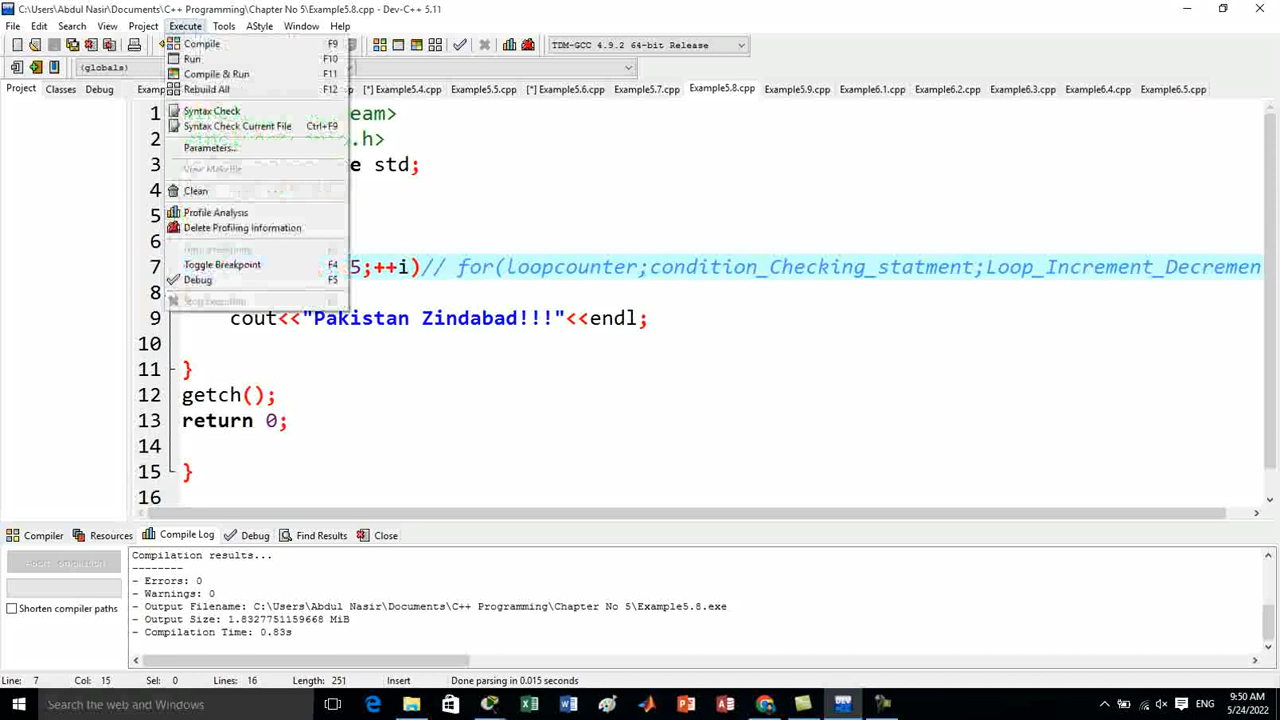 C:\Users\Abdul Nasir\Documents\C++ Programming\Chapter No 5\Example5.8.cpp - Dev-C++ 5.11
File Edit Search View Project Execute Tools AStyle Window Help
TDM-GCC 4.9.2 64-bit Release
(globals)
Compile F9
Run F10
Compile & Run F11
Rebuild All F12
Syntax Check
Syntax Check Current File Ctrl+F9
Parameters...
View Makefile
Clean
Profile Analysis
Delete Profiling Information
Toggle Breakpoint F4
Debug F5
Stop Execution
Project Classes Debug
[*] Example5.4.cpp Example5.5.cpp [*] Example5.6.cpp Example5.7.cpp Example5.8.cpp Example5.9.cpp Example6.1.cpp Example6.2.cpp Example6.3.cpp Example6.4.cpp Example6.5.cpp
1 eam>
2 .h>
3 e std;
4
5
6
7 5;++i)// for(loopcounter;condition_Checking_statment;Loop_Increment_Decremen
8
9 cout<<"Pakistan Zindabad!!!"<<endl;
10
11 }
12 getch();
13 return 0;
14
15 }
16
Compiler Resources Compile Log Debug Find Results Close
Abort Compilation
Shorten compiler paths
Compilation results...
--------
- Errors: 0
- Warnings: 0
- Output Filename: C:\Users\Abdul Nasir\Documents\C++ Programming\Chapter No 5\Example5.8.exe
- Output Size: 1.8327751159668 MiB
- Compilation Time: 0.83s
Line: 7 Col: 15 Sel: 0 Lines: 16 Length: 251 Insert Done parsing in 0.015 seconds
Search the web and Windows
ENG
9:50 AM
5/24/2022